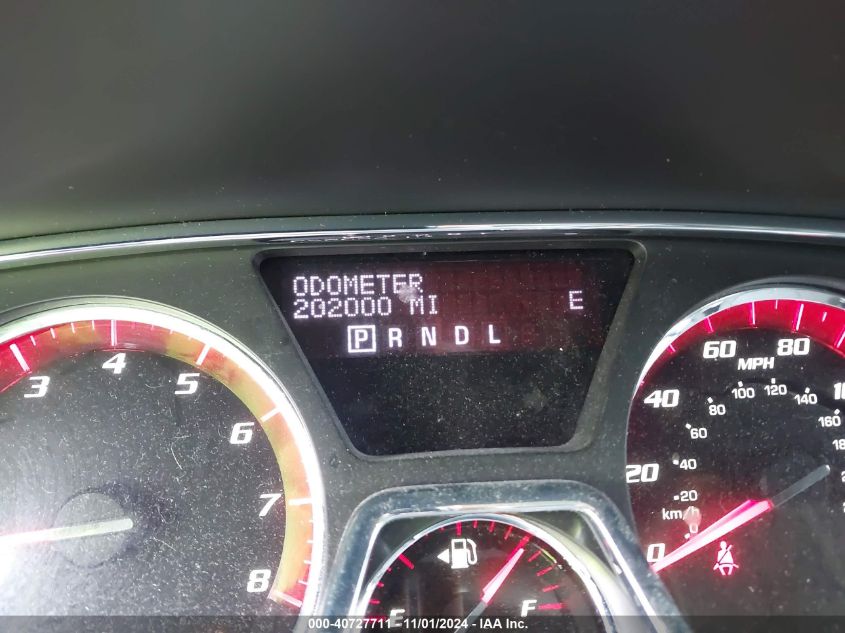 ODOMETER
202000 MI E
P R N D L
3 4 5 6 7 8
20 40 60 80
MPH
20 40 60 80 100 120 140 160
km/h
0
0
E F
000-40727711 - 11/01/2024 - IAA Inc.